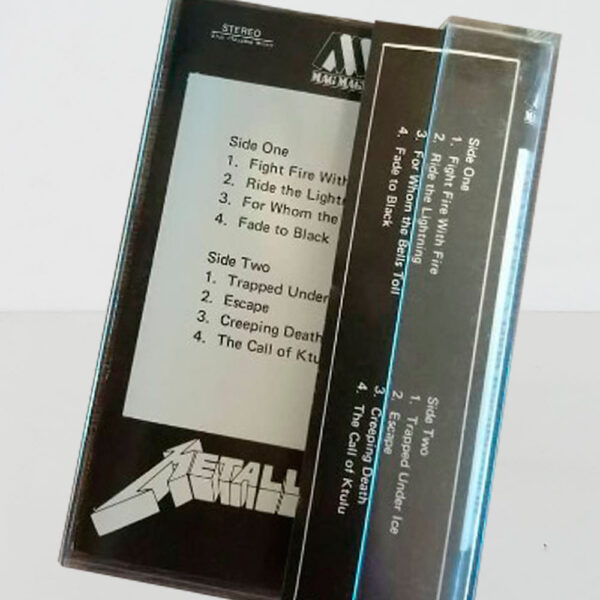 STEREO
MAG MAG
Side One
1. Fight Fire With
2. Ride the Light
3. For Whom the
4. Fade to Black
Side Two
1. Trapped Under
2. Escape
3. Creeping Death
4. The Call of Ktu
METALL
Side One
1. Fight Fire With Fire
2. Ride the Lightning
3. For Whom the Bells Toll
4. Fade to Black
Side Two
1. Trapped Under Ice
2. Escape
3. Creeping Death
4. The Call of Ktulu